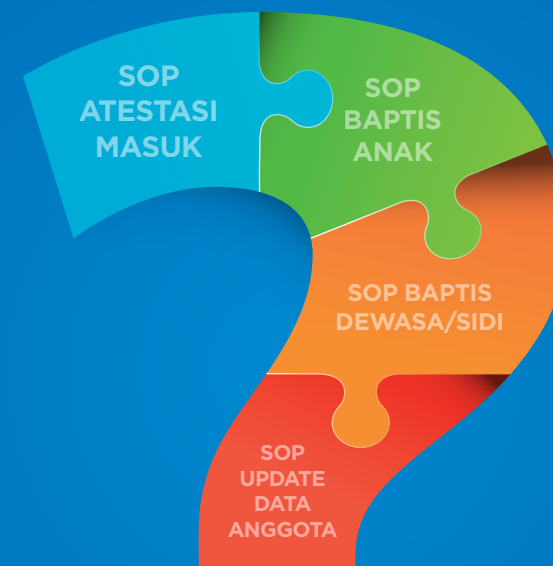 SOP
ATESTASI
MASUK
SOP
BAPTIS
ANAK
SOP BAPTIS
DEWASA/SIDI
SOP
UPDATE
DATA
ANGGOTA